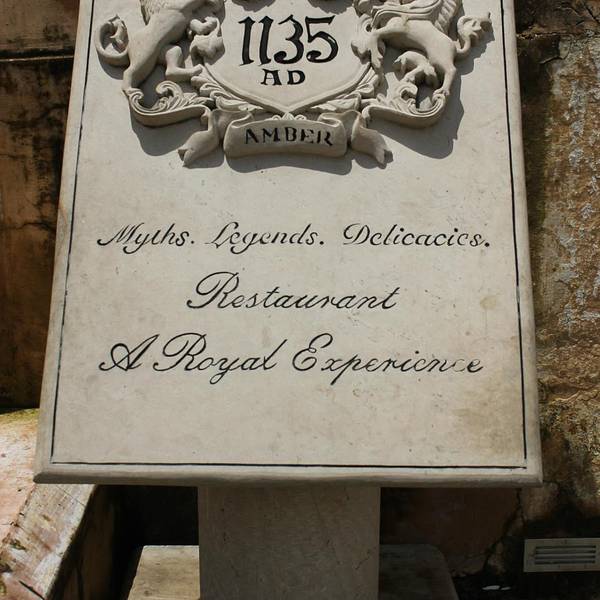 1135
AD
AMBER
Myths. Legends. Delicacies.
Restaurant
A Royal Experience